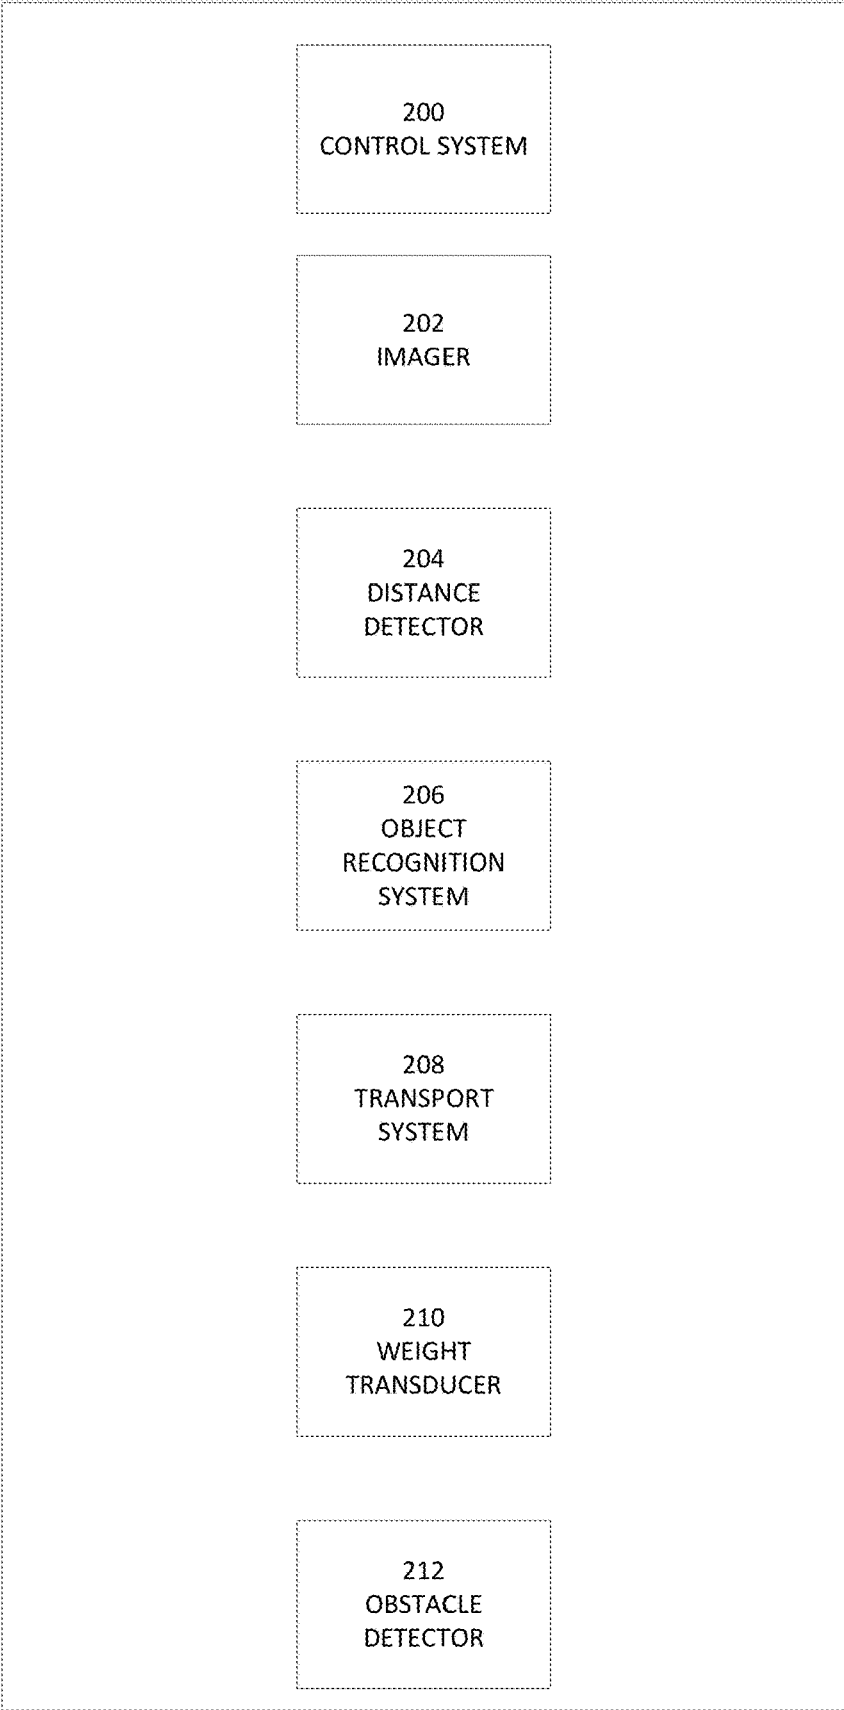 200
CONTROL SYSTEM
202
IMAGER
204
DISTANCE
DETECTOR
206
OBJECT
RECOGNITION
SYSTEM
208
TRANSPORT
SYSTEM
210
WEIGHT
TRANSDUCER
212
OBSTACLE
DETECTOR